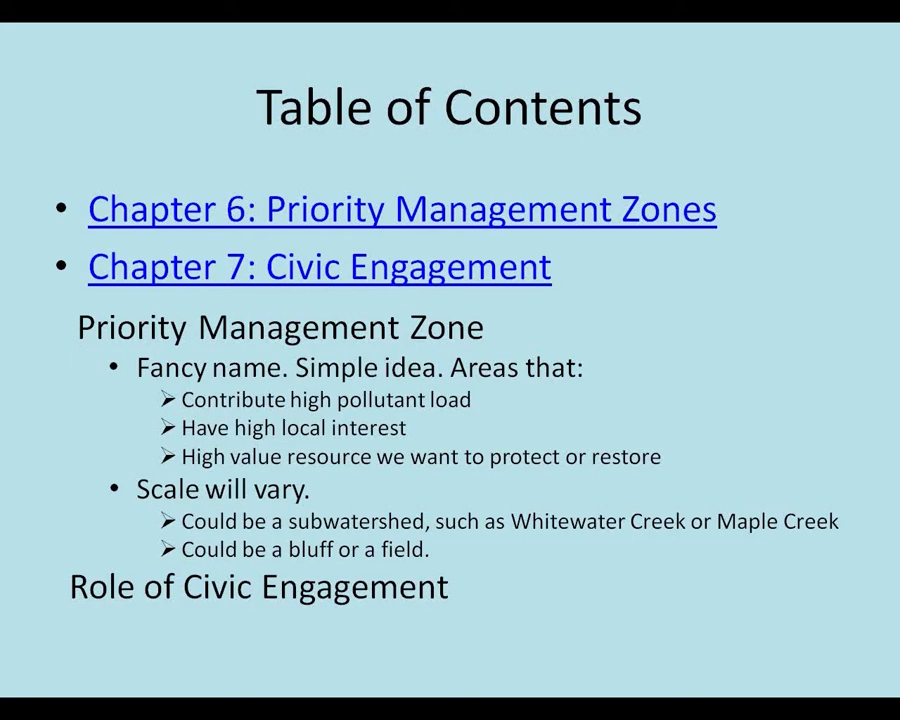 Table of Contents
• Chapter 6: Priority Management Zones
• Chapter 7: Civic Engagement
Priority Management Zone
• Fancy name. Simple idea. Areas that:
➢ Contribute high pollutant load
➢ Have high local interest
➢ High value resource we want to protect or restore
• Scale will vary.
➢ Could be a subwatershed, such as Whitewater Creek or Maple Creek
➢ Could be a bluff or a field.
Role of Civic Engagement